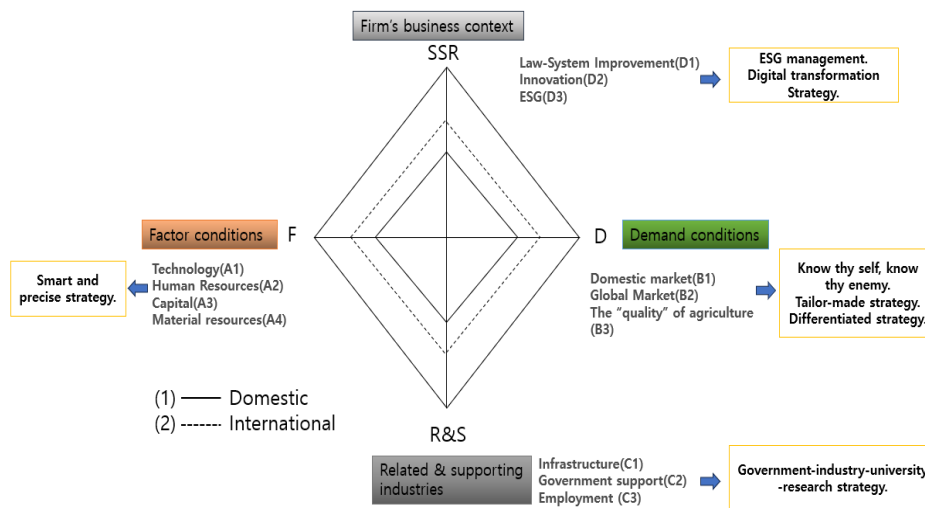 Firm's business context
SSR
Law-System Improvement(D1)
Innovation(D2)
ESG(D3)
ESG management.
Digital transformation
Strategy.
Factor conditions
F
D
Demand conditions
Technology(A1)
Human Resources(A2)
Capital(A3)
Material resources(A4)
Smart and
precise strategy.
Domestic market(B1)
Global Market(B2)
The "quality" of agriculture
(B3)
Know thy self, know
thy enemy.
Tailor-made strategy.
Differentiated strategy.
(1) Domestic
(2) International
R&S
Related & supporting
industries
Infrastructure(C1)
Government support(C2)
Employment (C3)
Government-industry-university
-research strategy.